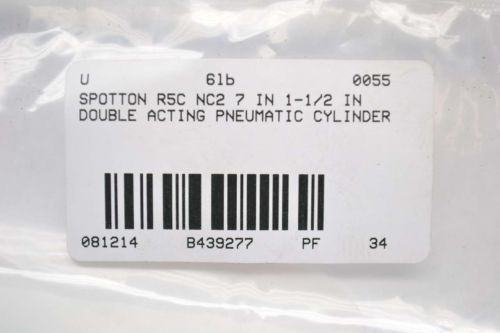 U 6lb 0055
SPOTTON R5C NC2 7 IN 1-1/2 IN
DOUBLE ACTING PNEUMATIC CYLINDER
081214 B439277 PF 34